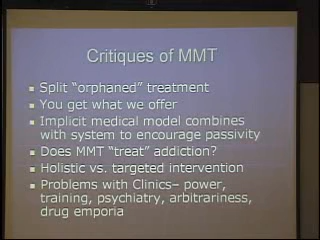 Critiques of MMT
Split "orphaned" treatment
You get what we offer
Implicit medical model combines
with system to encourage passivity
Does MMT "treat" addiction?
Holistic vs. targeted intervention
Problems with Clinics– power,
training, psychiatry, arbitrariness,
drug emporia